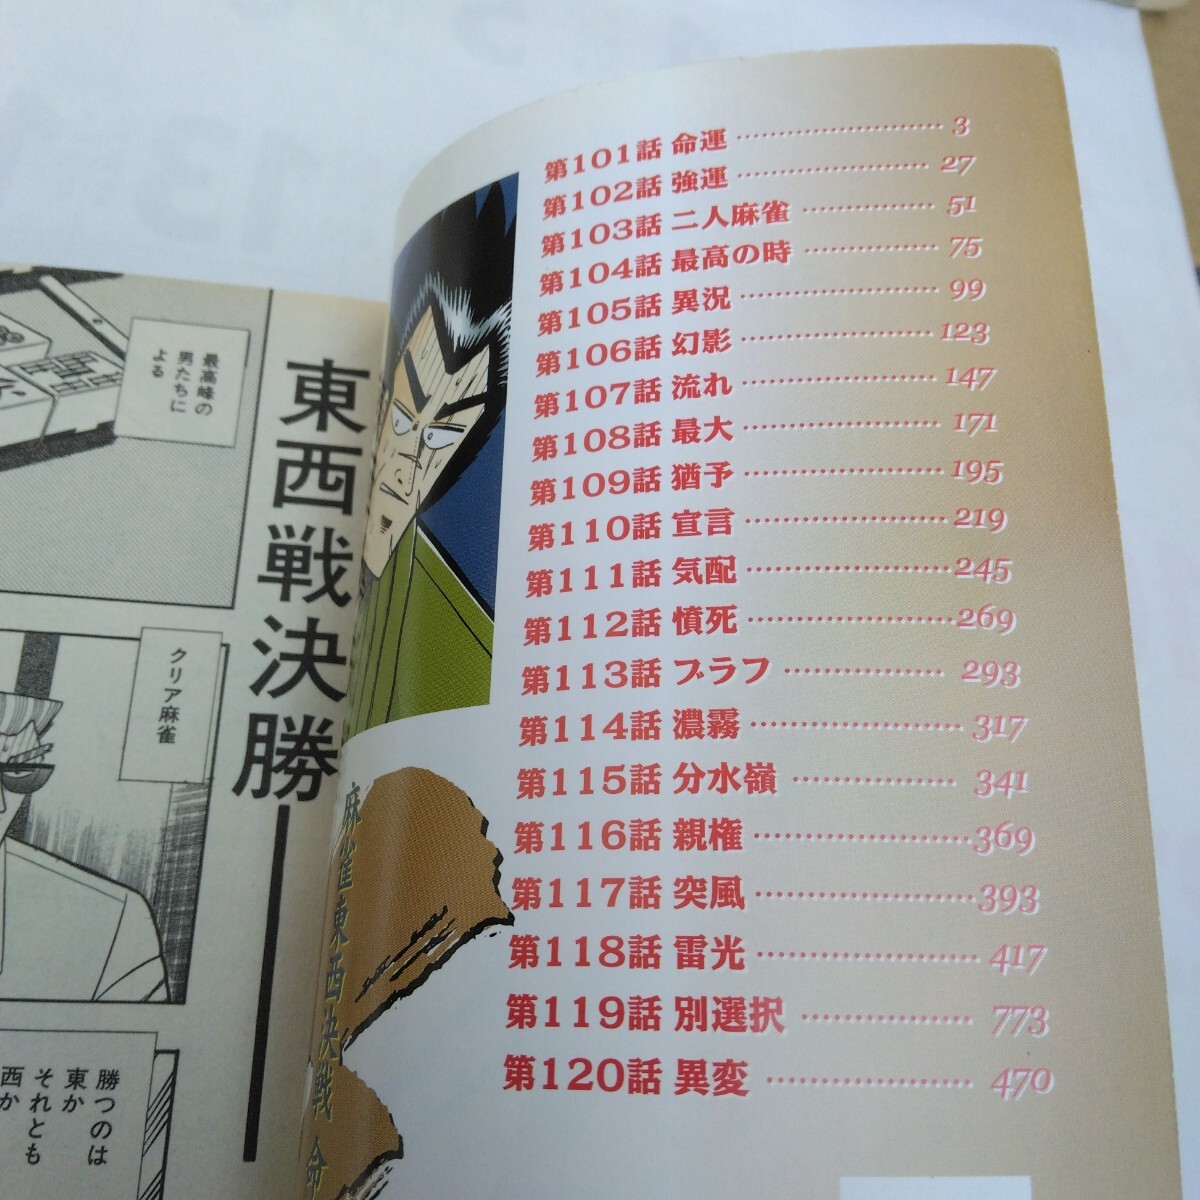 第101話 命運 3
第102話 強運 27
第103話 二人麻雀 51
第104話 最高の時 75
第105話 異況 99
第106話 幻影 123
第107話 流れ 147
第108話 最大 171
第109話 猶予 195
第110話 宣言 219
第111話 気配 245
第112話 憤死 269
第113話 ブラフ 293
第114話 濃霧 317
第115話 分水嶺 341
第116話 親権 369
第117話 突風 393
第118話 雷光 417
第119話 別選択 773
第120話 異変 470
麻雀東西決戦 命
東西戦決勝
最高峰の
男たちに
よる
クリア麻雀
勝つのは
東か
それとも
西か